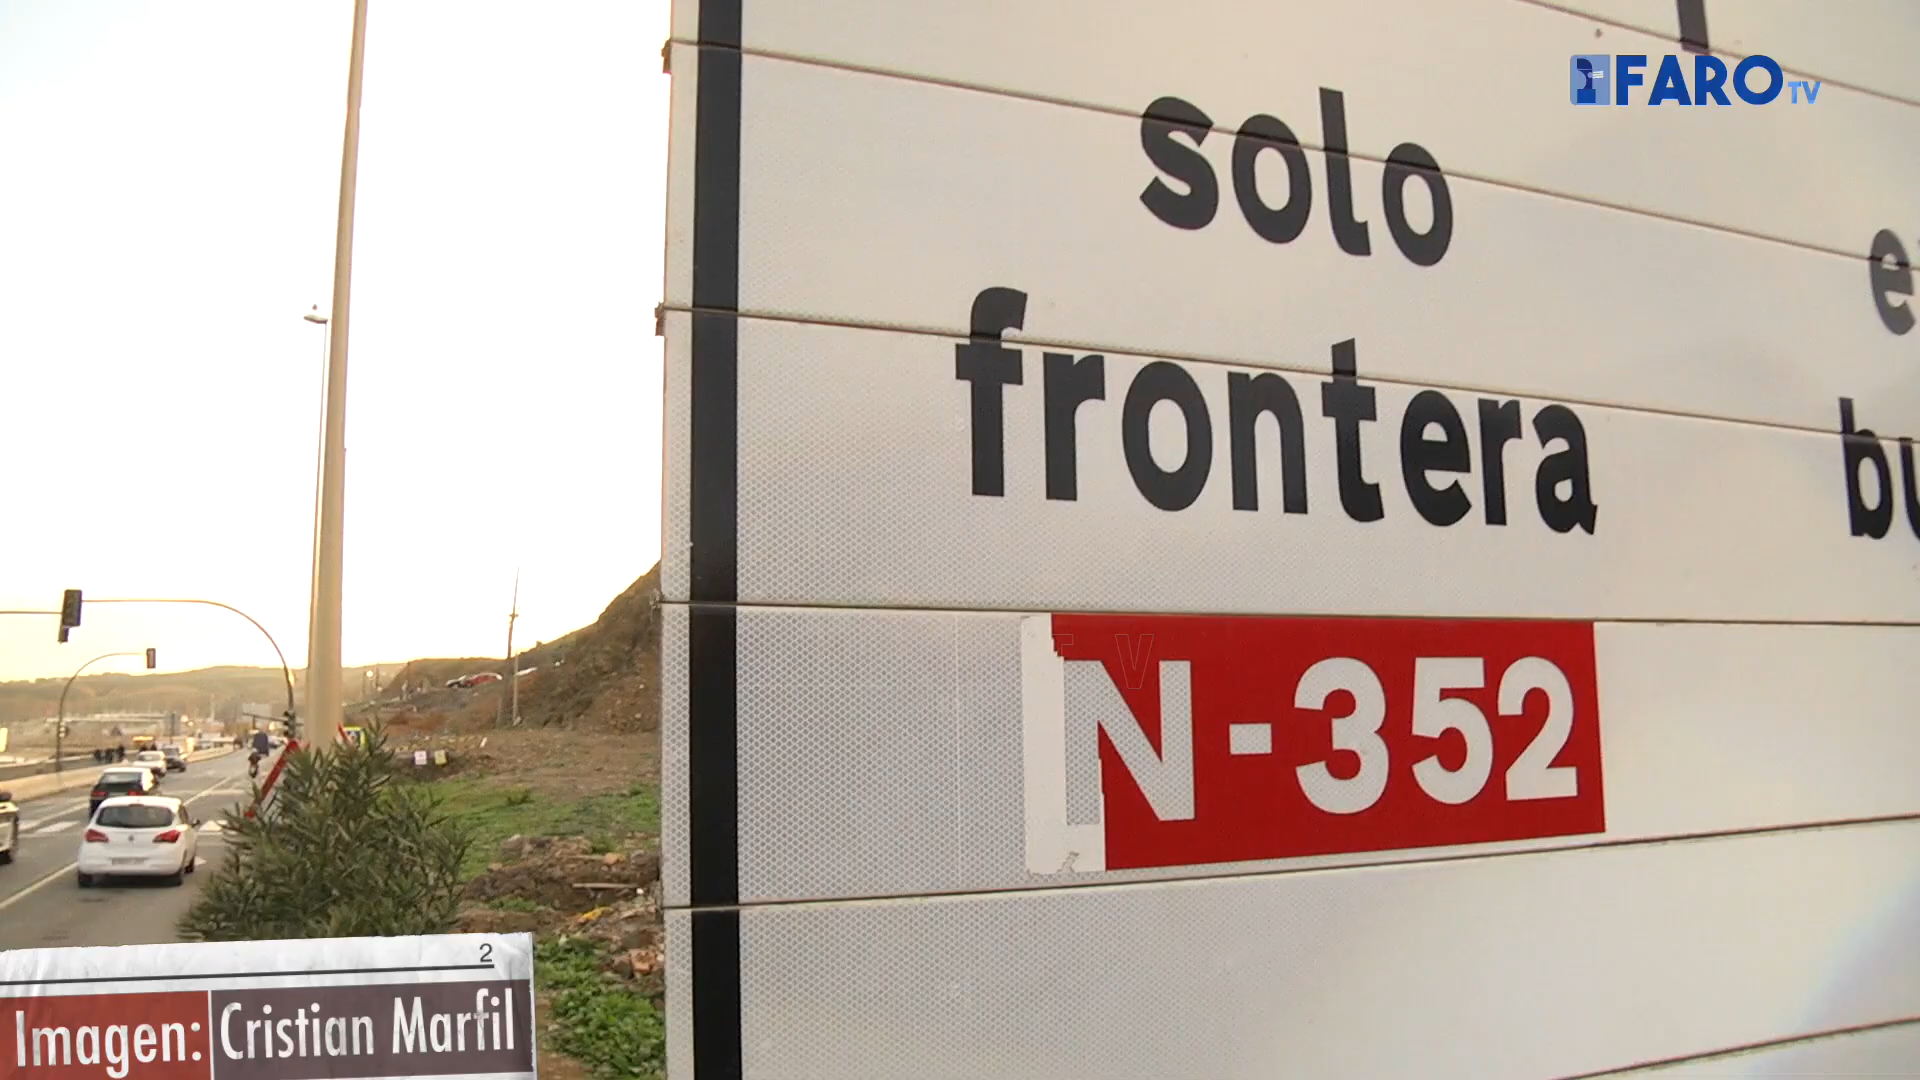 FARO TV
solo
frontera
N-352
2
Imagen: Cristian Marfil